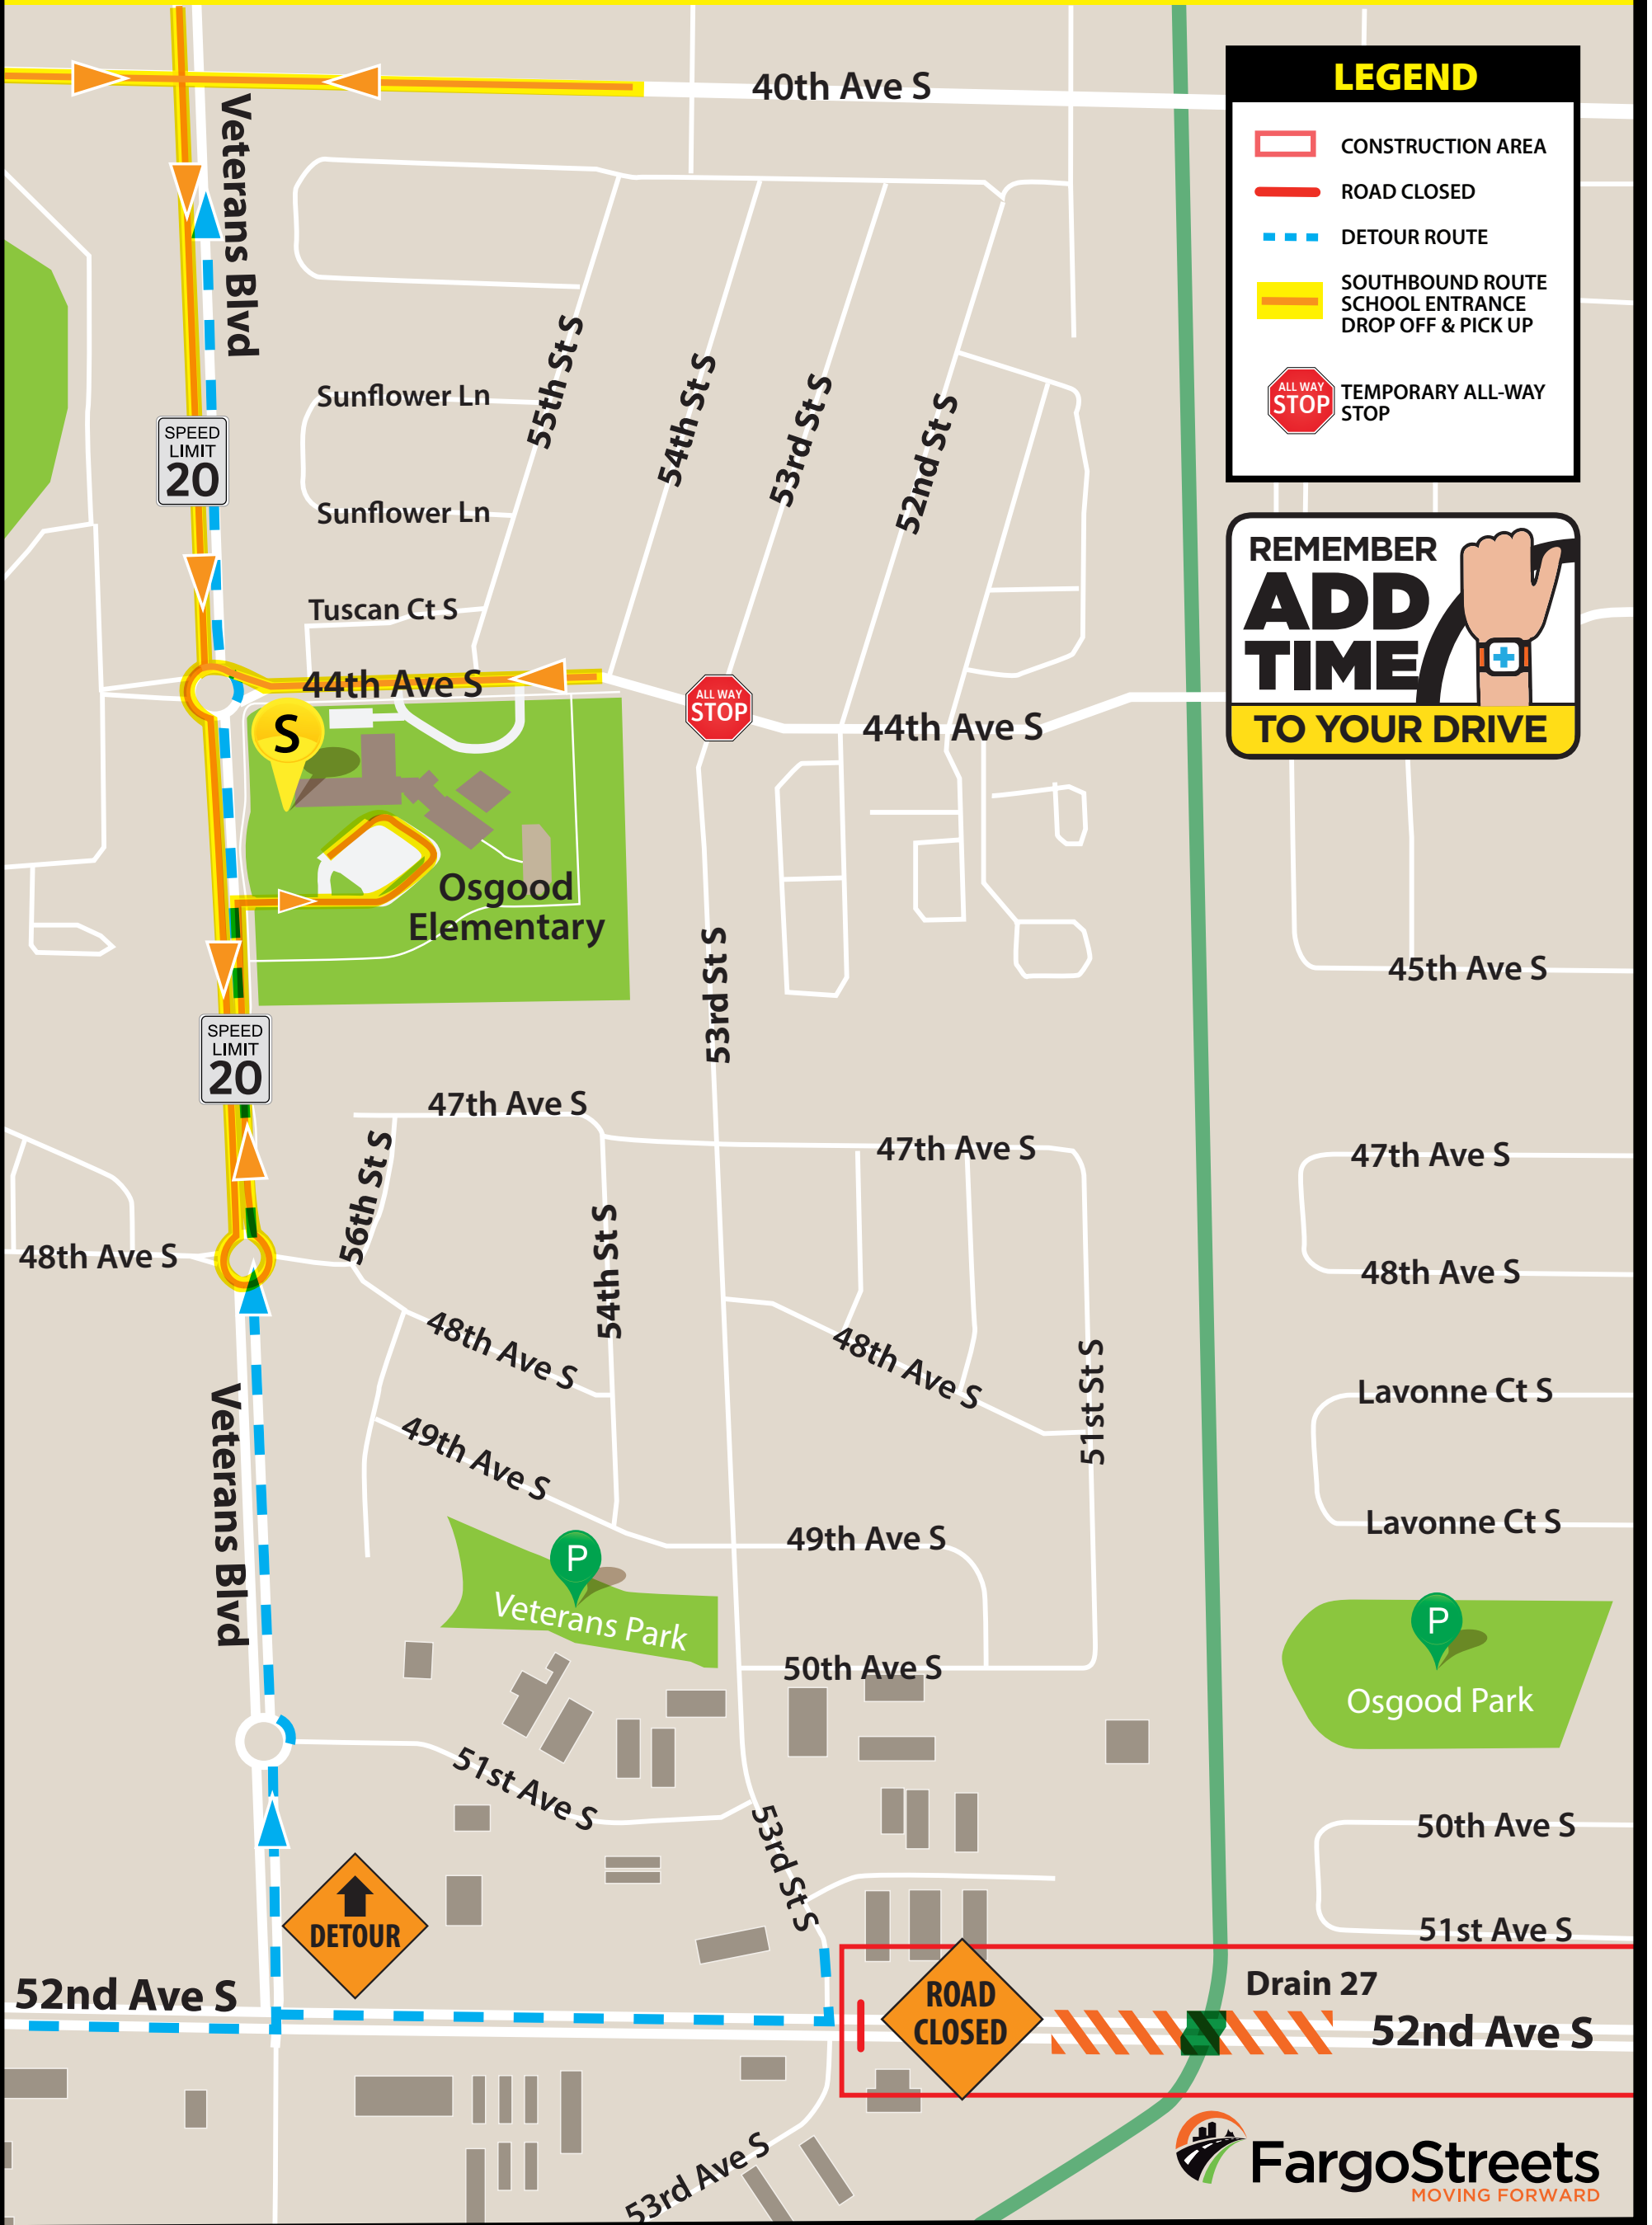 40th Ave S
LEGEND
CONSTRUCTION AREA
ROAD CLOSED
DETOUR ROUTE
SOUTHBOUND ROUTE
SCHOOL ENTRANCE
DROP OFF & PICK UP
ALL WAY
STOP
TEMPORARY ALL-WAY
STOP
Veterans Blvd
55th St S
54th St S
53rd St S
52nd St S
Sunflower Ln
SPEED
LIMIT
20
Sunflower Ln
REMEMBER
ADD
TIME
TO YOUR DRIVE
Tuscan Ct S
44th Ave S
ALL WAY
STOP
44th Ave S
S
Osgood
Elementary
53rd St S
45th Ave S
SPEED
LIMIT
20
47th Ave S
47th Ave S
47th Ave S
56th St S
54th St S
48th Ave S
48th Ave S
48th Ave S
48th Ave S
51st St S
Lavonne Ct S
Veterans Blvd
49th Ave S
49th Ave S
Lavonne Ct S
P
Veterans Park
P
Osgood Park
50th Ave S
51st Ave S
53rd St S
50th Ave S
51st Ave S
DETOUR
52nd Ave S
ROAD
CLOSED
Drain 27
52nd Ave S
53rd Ave S
FargoStreets
MOVING FORWARD